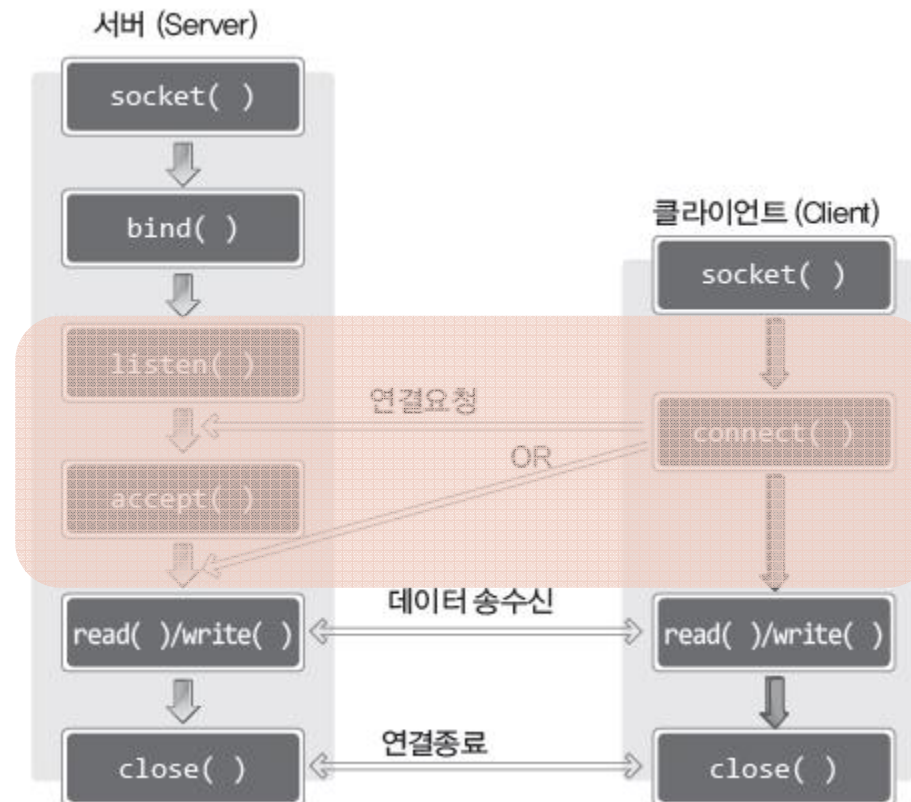 서버 (Server)
socket( )
bind( )
클라이언트 (Client)
socket( )
listen( )
연결요청
connect( )
OR
accept( )
데이터 송수신
read( )/write( )
read( )/write( )
연결종료
close( )
close( )